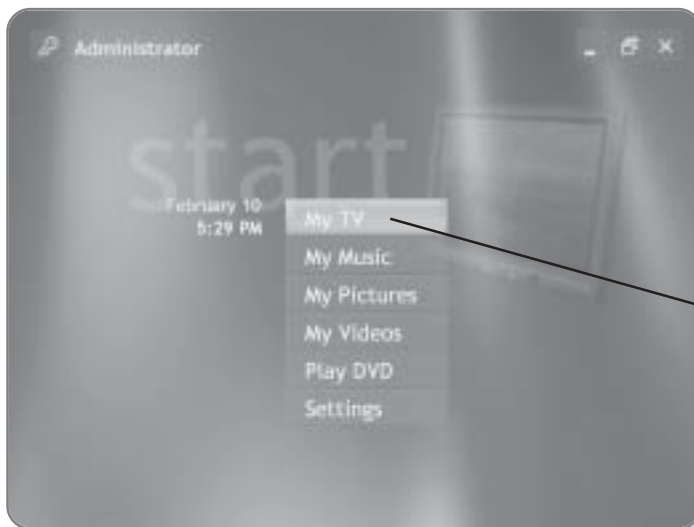 Administrator
start
February 10
5:29 PM
My TV
My Music
My Pictures
My Videos
Play DVD
Settings